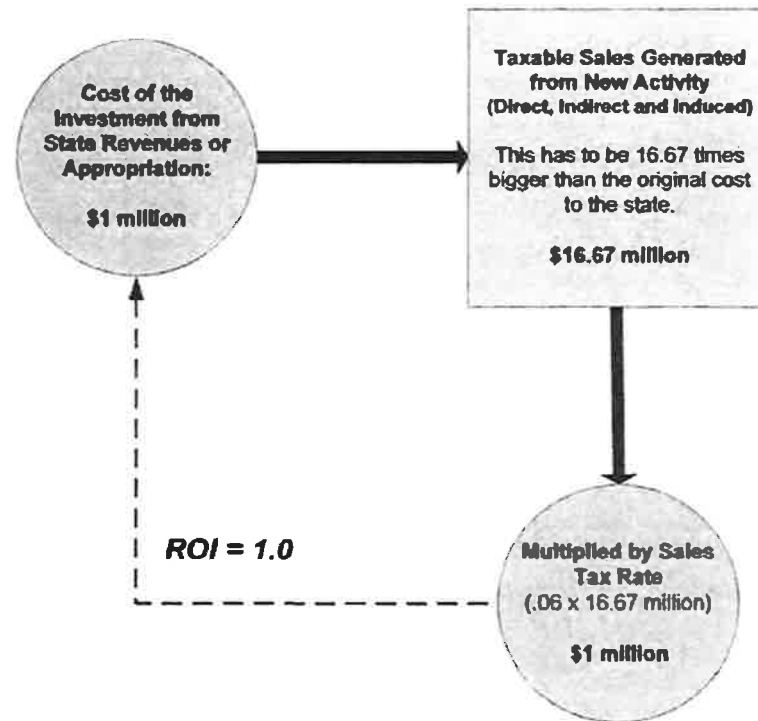 Cost of the
Investment from
State Revenues or
Appropriation:
$1 million
Taxable Sales Generated
from New Activity
(Direct, Indirect and Induced)
This has to be 16.67 times
bigger than the original cost
to the state.
$16.67 million
ROI = 1.0
Multiplied by Sales
Tax Rate
(.06 x 16.67 million)
$1 million